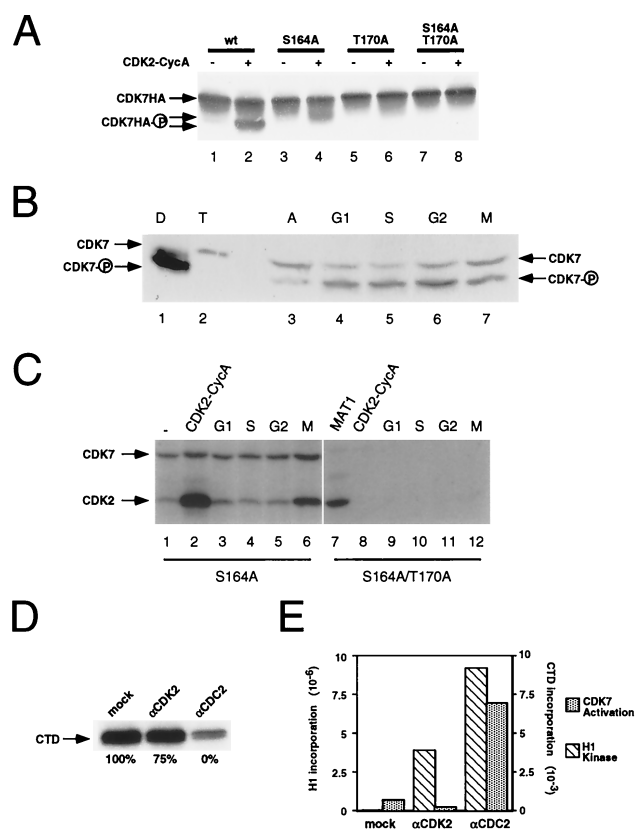 A
wt S164A T170A S164A T170A
CDK2-CycA - + - + - + - +
CDK7HA
CDK7HA-P
1 2 3 4 5 6 7 8
B
D T A G1 S G2 M
CDK7 CDK7
CDK7-P CDK7-P
1 2 3 4 5 6 7
C
- CDK2-CycA G1 S G2 M MAT1 CDK2-CycA G1 S G2 M
CDK7
CDK2
1 2 3 4 5 6 7 8 9 10 11 12
S164A S164A/T170A
D
mock αCDK2 αCDC2
CTD
100% 75% 0%
E
H1 incorporation (10⁻⁶)
10
7.5
5
2.5
0
mock αCDK2 αCDC2
10
7.5
5
2.5
0
CTD incorporation (10⁻³)
CDK7 Activation
H1 Kinase